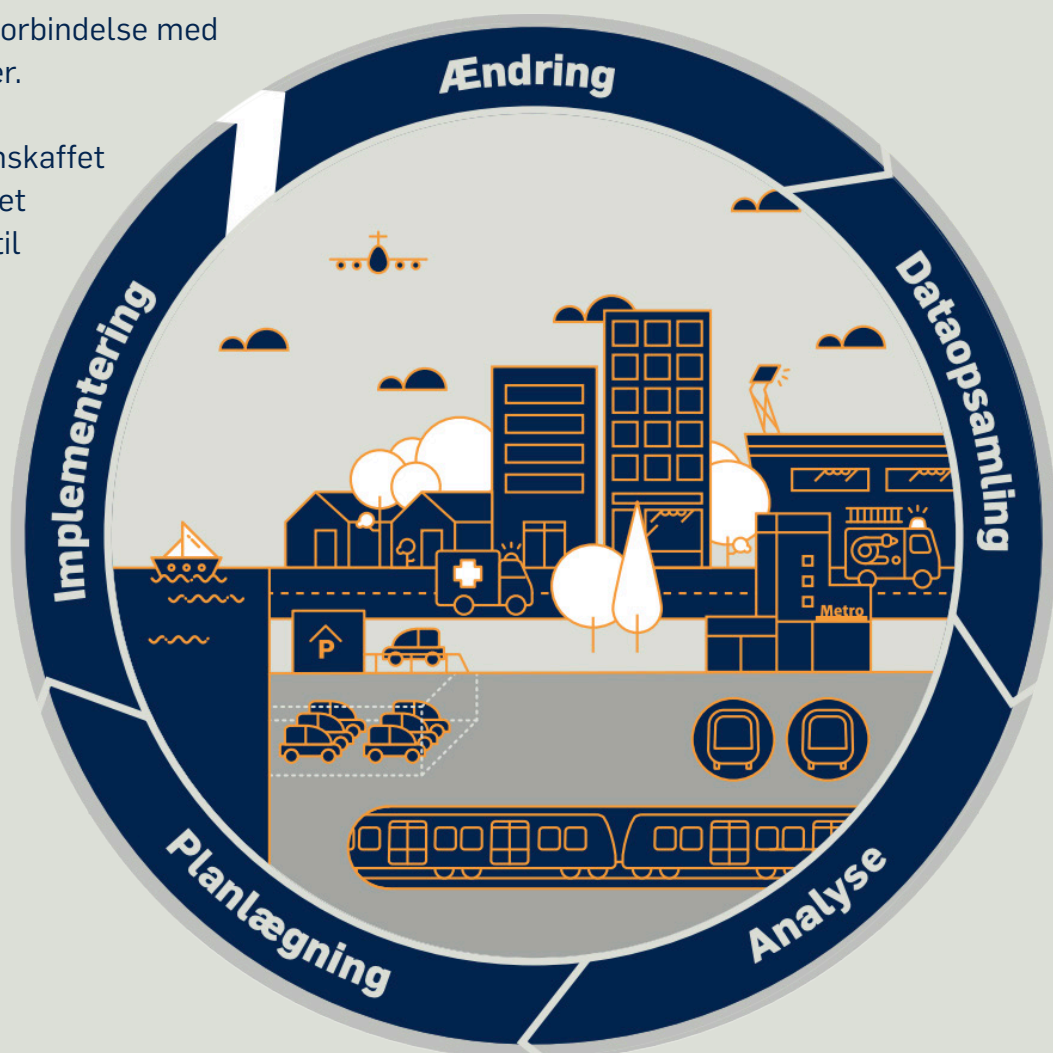 orbindelse med
er.
nskaffet
et
til
Ændring
Dataopsamling
Analyse
Planlægning
Implementering
Metro
P